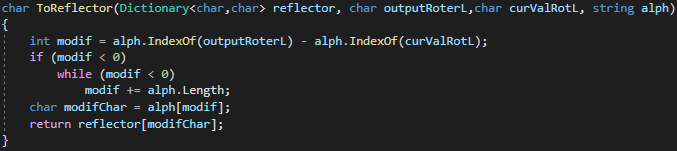 char ToReflector(Dictionary<char,char> reflector, char outputRoterL,char curValRotL, string alph)
{
int modif = alph.IndexOf(outputRoterL) - alph.IndexOf(curValRotL);
if (modif < 0)
while (modif < 0)
modif += alph.Length;
char modifChar = alph[modif];
return reflector[modifChar];
}